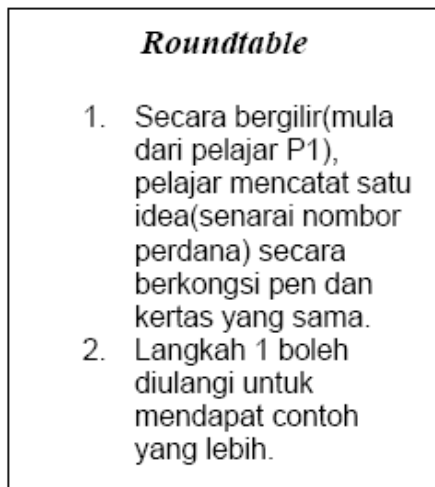 Roundtable
1. Secara bergilir(mula
dari pelajar P1),
pelajar mencatat satu
idea(senarai nombor
perdana) secara
berkongsi pen dan
kertas yang sama.
2. Langkah 1 boleh
diulangi untuk
mendapat contoh
yang lebih.